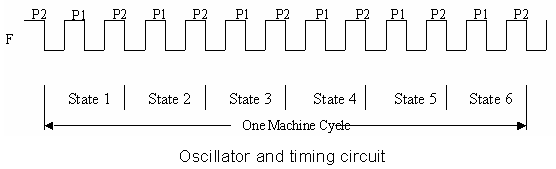 P2 P1 P2 P1 P2 P1 P2 P1 P2 P1 P2 P1 P2
F
State 1 State 2 State 3 State 4 State 5 State 6
One Machine Cycle
Oscillator and timing circuit